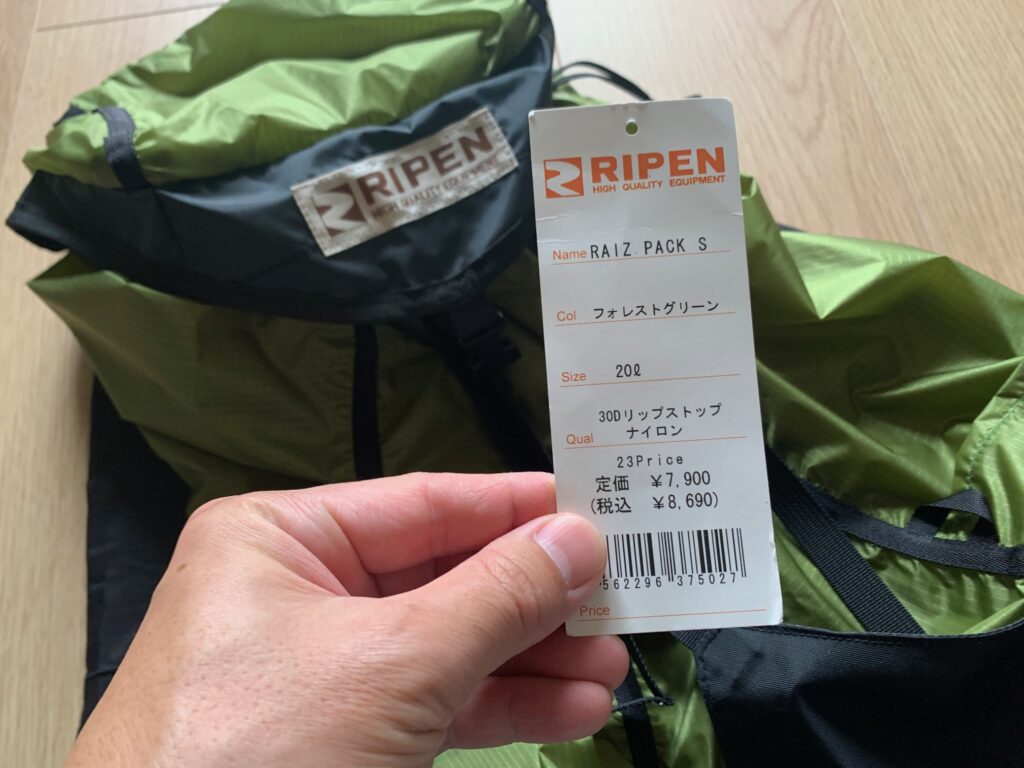 RIPEN
HIGH QUALITY EQUIPMENT
RIPEN
HIGH QUALITY EQUIPMENT
Name RAIZ PACK S
Col フォレストグリーン
Size 20ℓ
30Dリップストップ
Qual ナイロン
23Price
定価 ¥7,900
(税込 ¥8,690)
562296 375027
Price